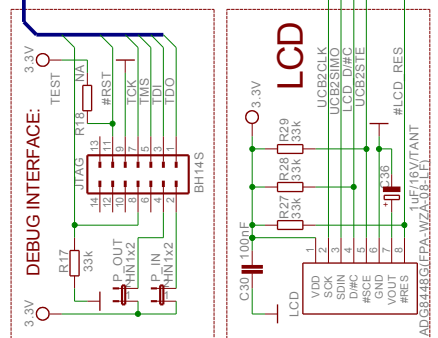 DEBUG INTERFACE:
3.3V
TEST
R18
NA
#RST
TCK
TMS
TDI
TDO
13
11
9
7
5
3
1
JTAG
BH14S
14
12
10
8
6
4
2
R17
33k
P_OUT
HN1x2
P_IN
HN1x2
3.3V
LCD
UCB2CLK
UCB2SIMO
LCD_D/#C
UCB2STE
#LCD_RES
3.3V
R29
33k
R28
33k
R27
33k
C36
1uF/16V/TANT
100nF
C30
1
2
3
4
5
6
7
8
LCD
VDD
SCK
SDIN
D/#C
#SCE
GND
VOUT
#RES
ADG8448G(FPA-WZA-08-LF)